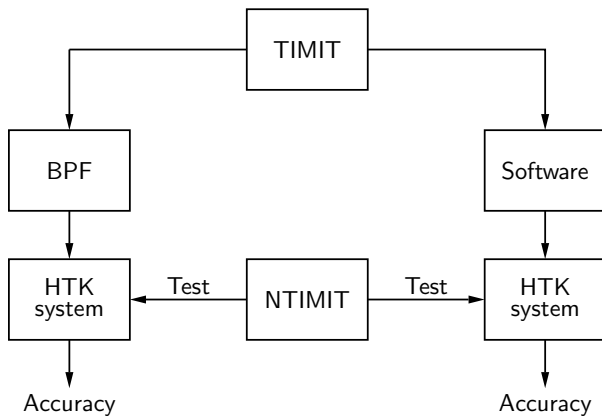 TIMIT
BPF
Software
HTK
system
Test
NTIMIT
Test
HTK
system
Accuracy
Accuracy